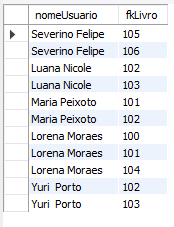 nomeUsuario fkLivro
Severino Felipe 105
Severino Felipe 106
Luana Nicole 102
Luana Nicole 103
Maria Peixoto 101
Maria Peixoto 102
Lorena Moraes 100
Lorena Moraes 101
Lorena Moraes 104
Yuri Porto 102
Yuri Porto 103